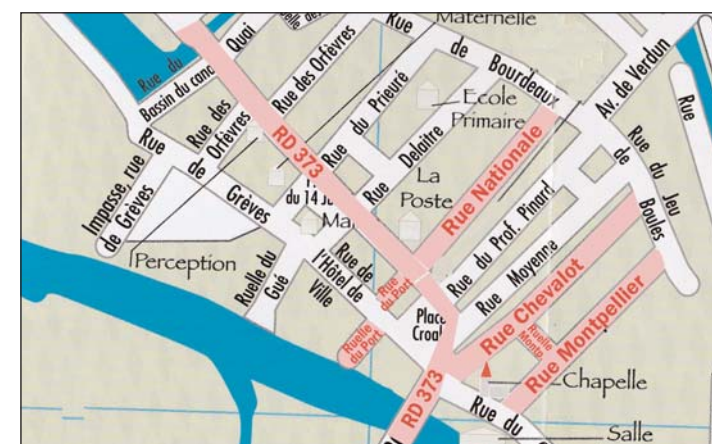 Maternelle
Rue du
Quai
Bassin du canal
Rue des Orfèvres
Rue
de
Bourdeaux
Av. de Verdun
Rue
Ecole
Primaire
Rue des
Orfèvres
RD 373
Rue
du Prieuré
Rue Delaitre
Rue Nationale
Rue du Jeu
de
Boules
Impasse, rue
de Grèves
Rue
de
Grèves
du 14
La
Poste
Rue du Prof. Pinard
Rue Moyenne
Perception
Ruelle du
Gué
Rue de
l'Hôtel de
Ville
Rue
du Port
Ruelle
du Port
Place
Rue Chevalot
Ruelle
Rue Montpellier
RD 373
Chapelle
Rue du
Salle